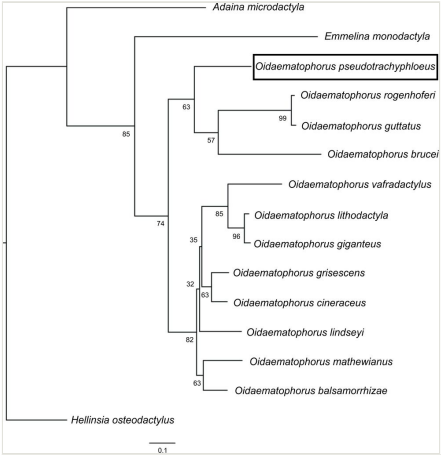 Adaina microdactyla
Emmelina monodactyla
Oidaematophorus pseudotrachyphloeus
63
Oidaematophorus rogenhoferi
99
Oidaematophorus guttatus
85
57
Oidaematophorus brucei
Oidaematophorus vafradactylus
85
Oidaematophorus lithodactyla
74
96
Oidaematophorus giganteus
35
Oidaematophorus grisescens
32
63
Oidaematophorus cineraceus
Oidaematophorus lindseyi
82
Oidaematophorus mathewianus
63
Oidaematophorus balsamorrhizae
Hellinsia osteodactylus
0.1